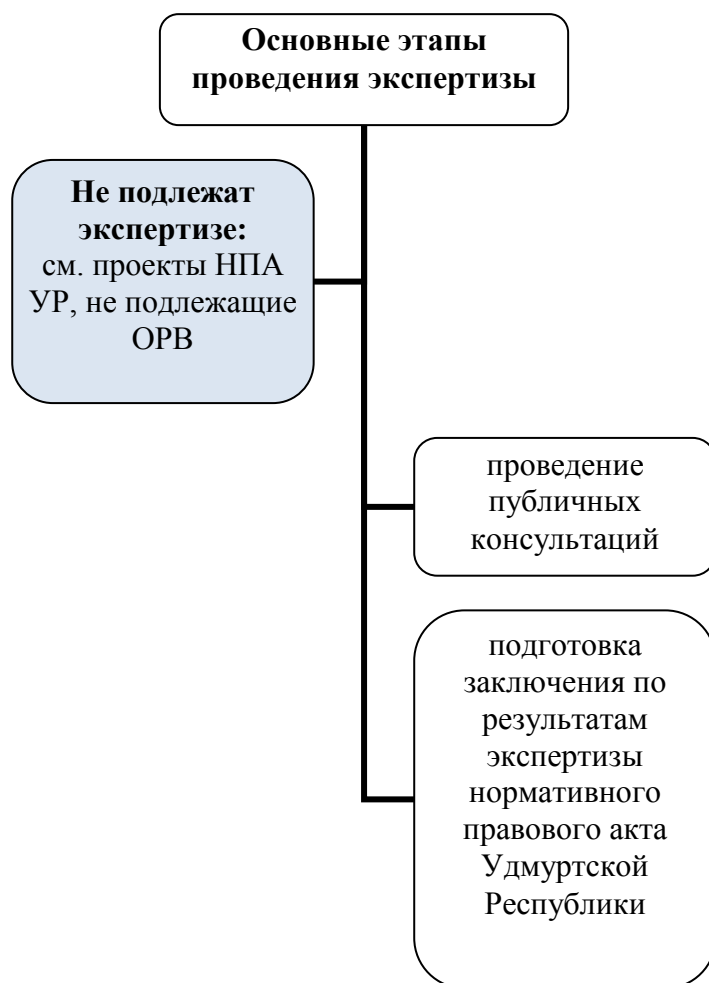 Основные этапы
проведения экспертизы
Не подлежат
экспертизе:
см. проекты НПА
УР, не подлежащие
ОРВ
проведение
публичных
консультаций
подготовка
заключения по
результатам
экспертизы
нормативного
правового акта
Удмуртской
Республики